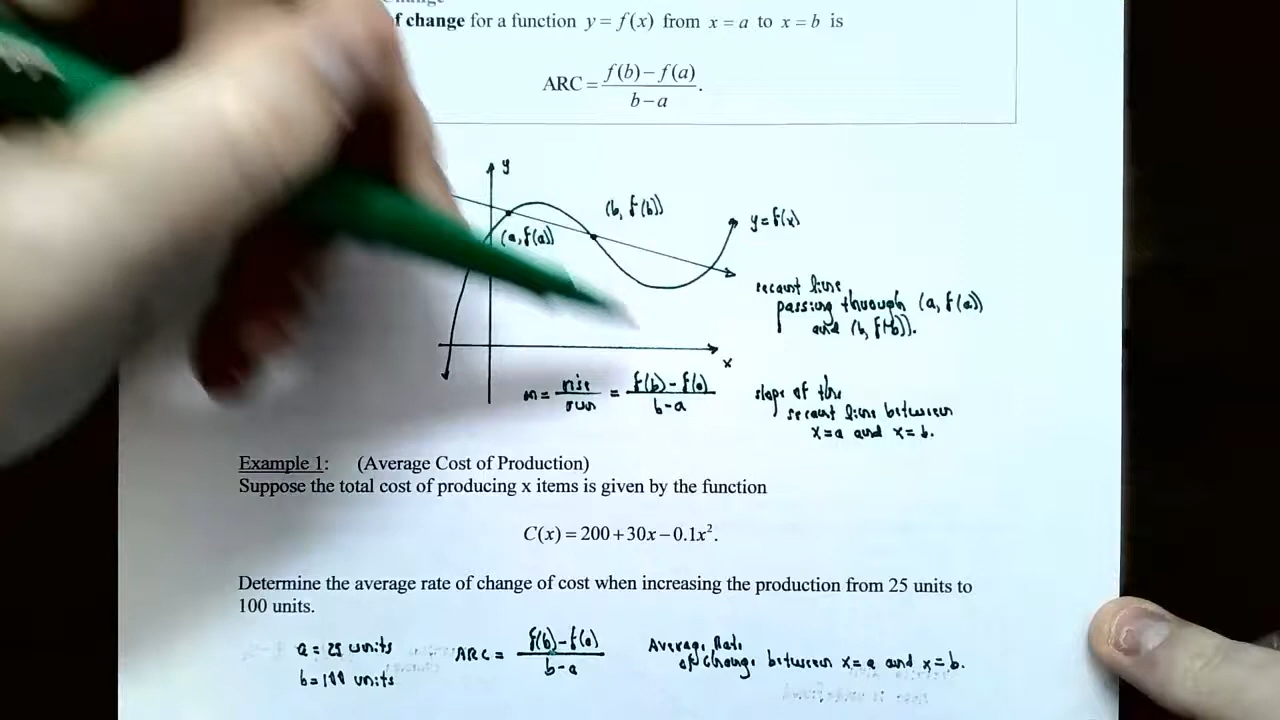 f change for a function y = f(x) from x = a to x = b is
ARC = f(b) − f(a) / b − a .
y
(b, f(b))
(a, f(a))
y = f(x)
secant line
passing through (a, f(a))
and (b, f(b)).
x
m = rise / run = f(b) - f(a) / b - a
slope of the
secant line between
x = a and x = b.
Example 1: (Average Cost of Production)
Suppose the total cost of producing x items is given by the function
C(x) = 200 + 30x − 0.1x².
Determine the average rate of change of cost when increasing the production from 25 units to
100 units.
a = 25 units
b = 100 units
ARC = f(b) - f(a) / b - a
Average Rate
of change between x = a and x = b.